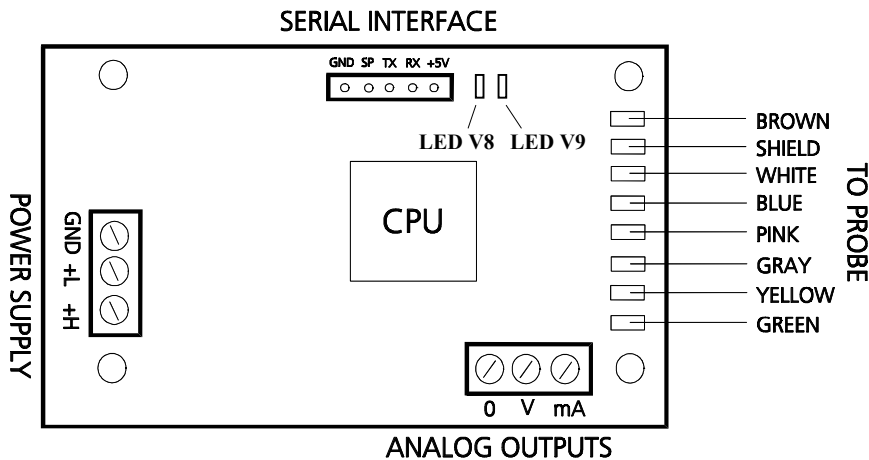 SERIAL INTERFACE
GND SP TX RX +5V
LED V8 LED V9
BROWN
SHIELD
WHITE
BLUE
PINK
GRAY
YELLOW
GREEN
TO PROBE
CPU
POWER SUPPLY
GND +L +H
0 V mA
ANALOG OUTPUTS